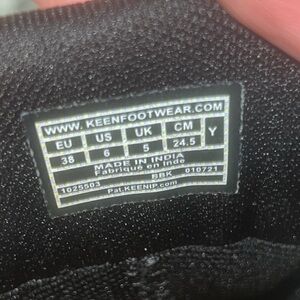 WWW. KEENFOOTWEAR.COM
EU US UK CM Y
38 6 5 24.5
MADE IN INDIA
Fabriqué en Inde
1025503 BBK 010721
Pat.KEENIP.com